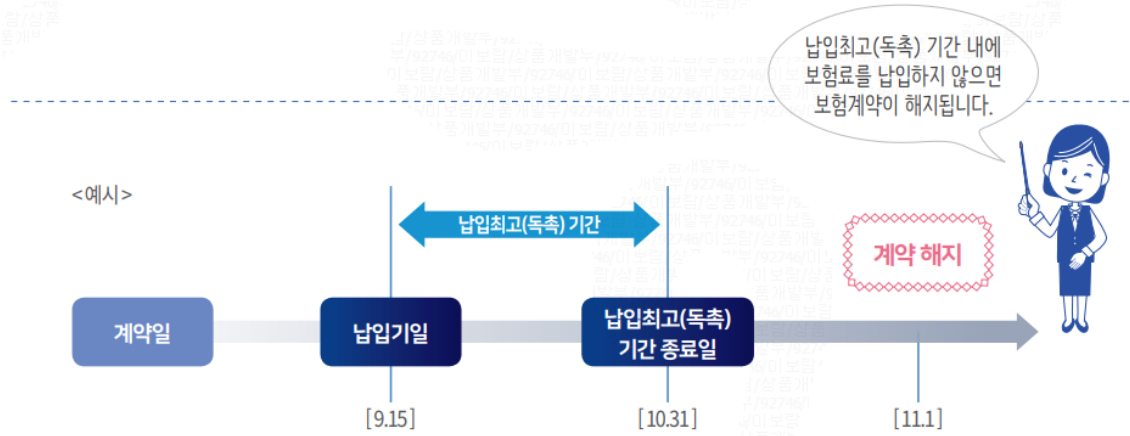 납입최고(독촉) 기간 내에
보험료를 납입하지 않으면
보험계약이 해지됩니다.
<예시>
납입최고(독촉) 기간
계약 해지
계약일
납입기일
납입최고(독촉)
기간 종료일
[9.15]
[10.31]
[11.1]